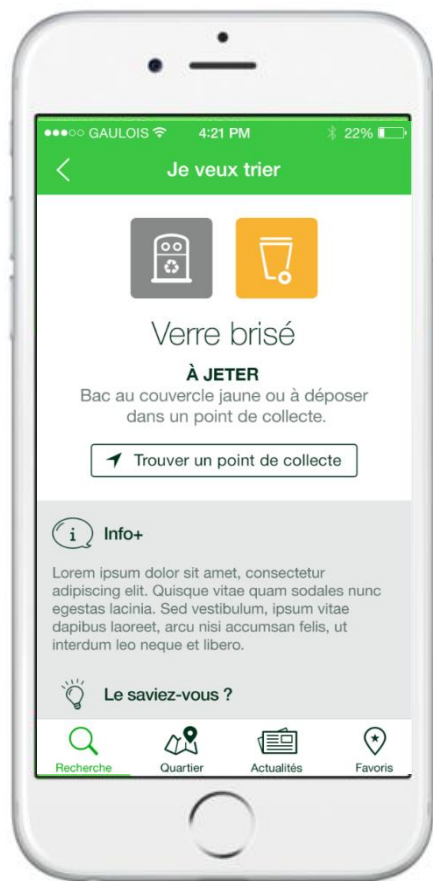 GAULOIS 4:21 PM 22%
Je veux trier
Verre brisé
À JETER
Bac au couvercle jaune ou à déposer
dans un point de collecte.
Trouver un point de collecte
i Info+
Lorem ipsum dolor sit amet, consectetur
adipiscing elit. Quisque vitae quam sodales nunc
egestas lacinia. Sed vestibulum, ipsum vitae
dapibus laoreet, arcu nisi accumsan felis, ut
interdum leo neque et libero.
Le saviez-vous ?
Recherche Quartier Actualités Favoris